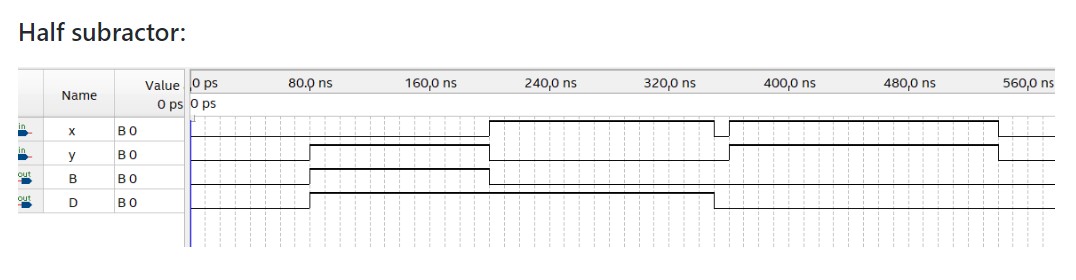 Half subractor:
Name Value 0 ps 80.0 ns 160.0 ns 240.0 ns 320.0 ns 400.0 ns 480.0 ns 560.0 ns
0 ps 0 ps
in x B 0
in y B 0
out B B 0
out D B 0